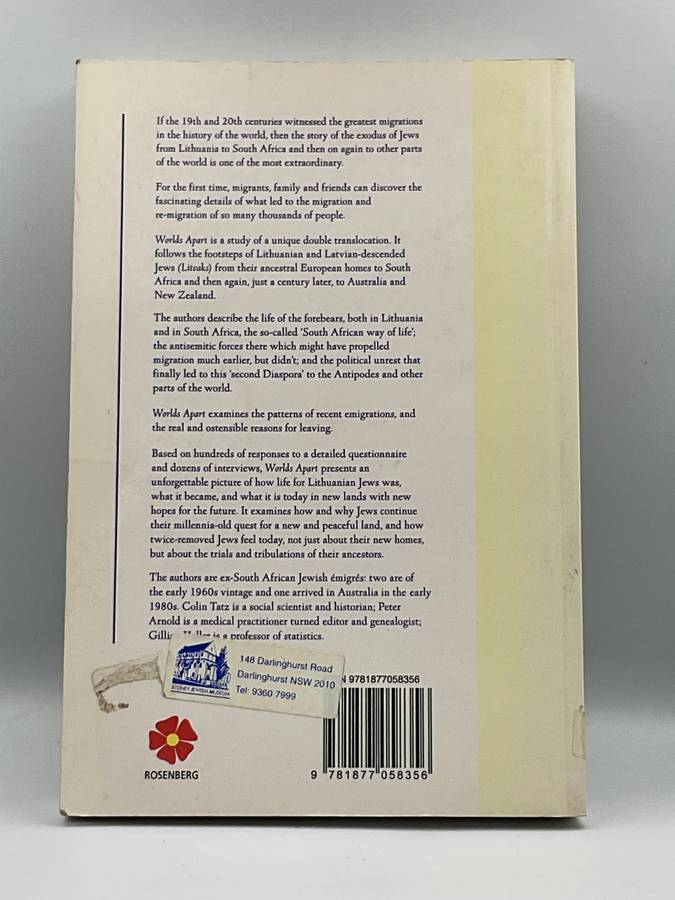 If the 19th and 20th centuries witnessed the greatest migrations
in the history of the world, then the story of the exodus of Jews
from Lithuania to South Africa and then on again to other parts
of the world is one of the most extraordinary.
For the first time, migrants, family and friends can discover the
fascinating details of what led to the migration and
re-migration of so many thousands of people.
Worlds Apart is a study of a unique double translocation. It
follows the footsteps of Lithuanian and Latvian-descended
Jews (Litvaks) from their ancestral European homes to South
Africa and then again, just a century later, to Australia and
New Zealand.
The authors describe the life of the forebears, both in Lithuania
and in South Africa, the so-called 'South African way of life';
the antisemitic forces there which might have propelled
migration much earlier, but didn't; and the political unrest that
finally led to this 'second Diaspora' to the Antipodes and other
parts of the world.
Worlds Apart examines the patterns of recent emigrations, and
the real and ostensible reasons for leaving.
Based on hundreds of responses to a detailed questionnaire
and dozens of interviews, Worlds Apart presents an
unforgettable picture of how life for Lithuanian Jews was,
what it became, and what it is today in new lands with new
hopes for the future. It examines how and why Jews continue
their millennia-old quest for a new and peaceful land, and how
twice-removed Jews feel today, not just about their new homes,
but about the trials and tribulations of their ancestors.
The authors are ex-South African Jewish émigrés: two are of
the early 1960s vintage and one arrived in Australia in the early
1980s. Colin Tatz is a social scientist and historian; Peter
Arnold is a medical practitioner turned editor and genealogist;
is a professor of statistics.
SYDNEY JEWISH MUSEUM
148 Darlinghurst Road
Darlinghurst NSW 2010
Tel: 9360 7999
N 9781877058356
ROSENBERG
9 781877 058356